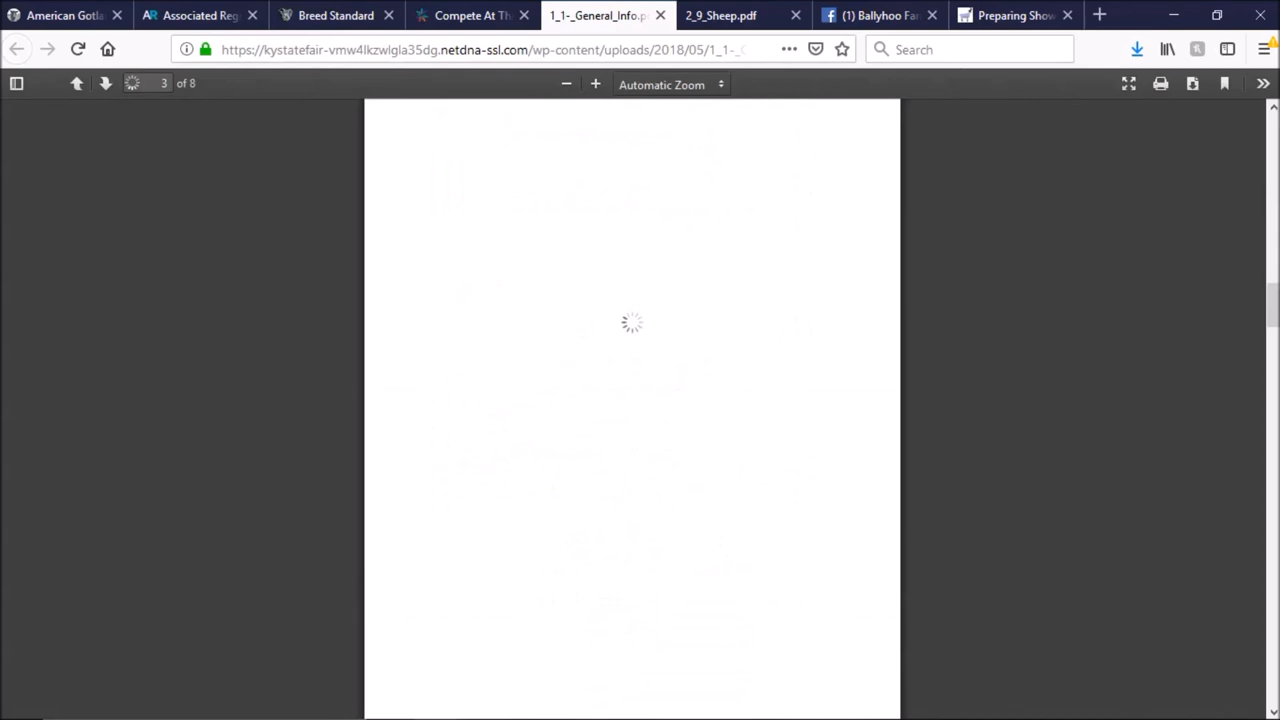 American Gotla
Associated Reg
Breed Standard
Compete At Th
1_1-_General_Info.p
2_9_Sheep.pdf
(1) Ballyhoo Far
Preparing Show
https://kystatefair-vmw4lkzwlgla35dg.netdna-ssl.com/wp-content/uploads/2018/05/1_1-_
Search
3 of 8
Automatic Zoom